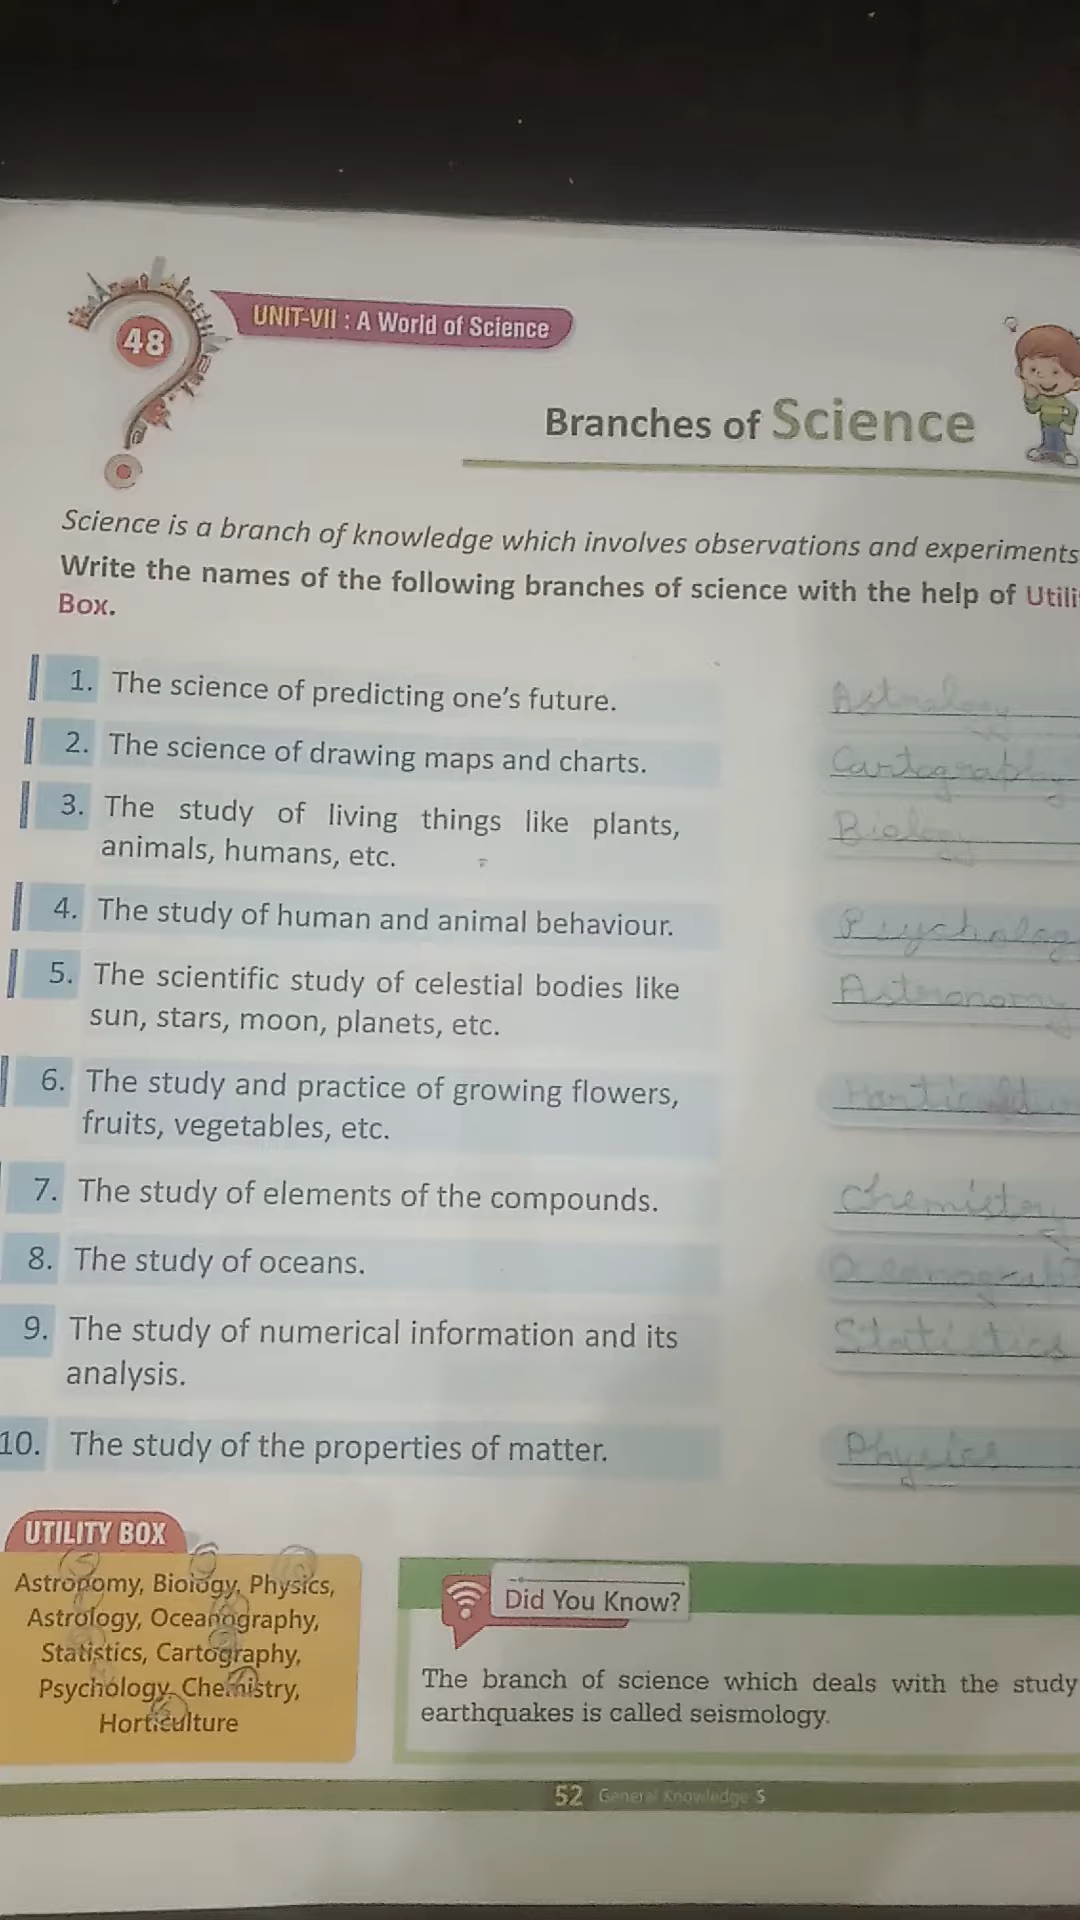 48
UNIT-VII : A World of Science
Branches of Science
Science is a branch of knowledge which involves observations and experiments
Write the names of the following branches of science with the help of Utili
Box.
1. The science of predicting one's future. Astrology
2. The science of drawing maps and charts. Cartography
3. The study of living things like plants,
animals, humans, etc. Biology
4. The study of human and animal behaviour. Psycholog
5. The scientific study of celestial bodies like
sun, stars, moon, planets, etc. Astronomy
6. The study and practice of growing flowers,
fruits, vegetables, etc.
7. The study of elements of the compounds. Chemistry
8. The study of oceans.
9. The study of numerical information and its
analysis. Statistics
10. The study of the properties of matter. Physics
UTILITY BOX
Astronomy, Biology, Physics,
Astrology, Oceanography,
Statistics, Cartography,
Psychology, Chemistry,
Horticulture
Did You Know?
The branch of science which deals with the study
earthquakes is called seismology.
52 General Knowledge-5